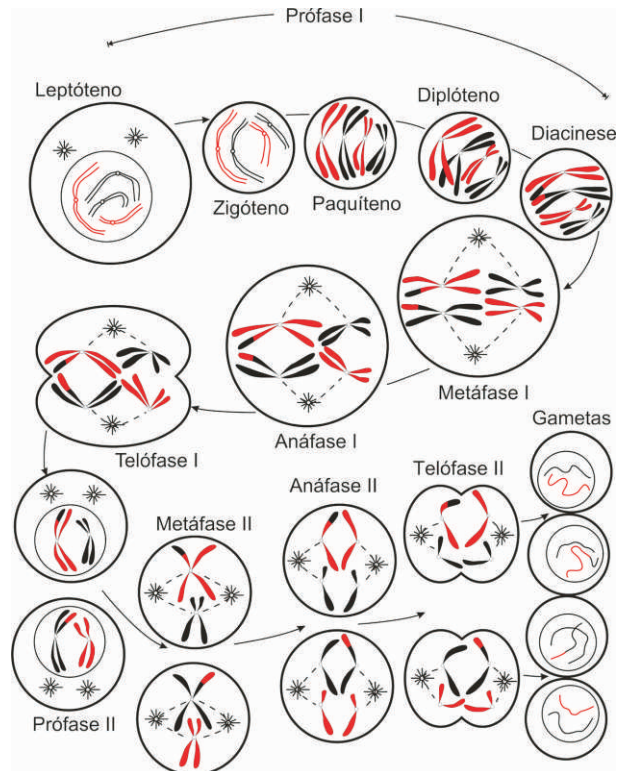 Prófase I
Leptóteno
Zigóteno
Paquíteno
Diplóteno
Diacinese
Metáfase I
Anáfase I
Telófase I
Prófase II
Metáfase II
Anáfase II
Telófase II
Gametas